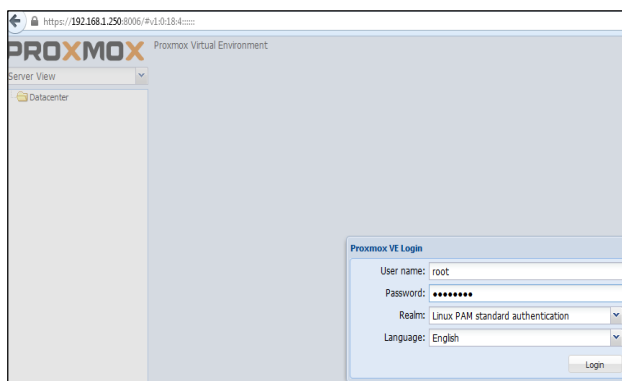 https://192.168.1.250:8006/#v1:0:18:4::::::
PROXMOX Proxmox Virtual Environment
Server View
Datacenter
Proxmox VE Login
User name: root
Password: ●●●●●●●●
Realm: Linux PAM standard authentication
Language: English
Login